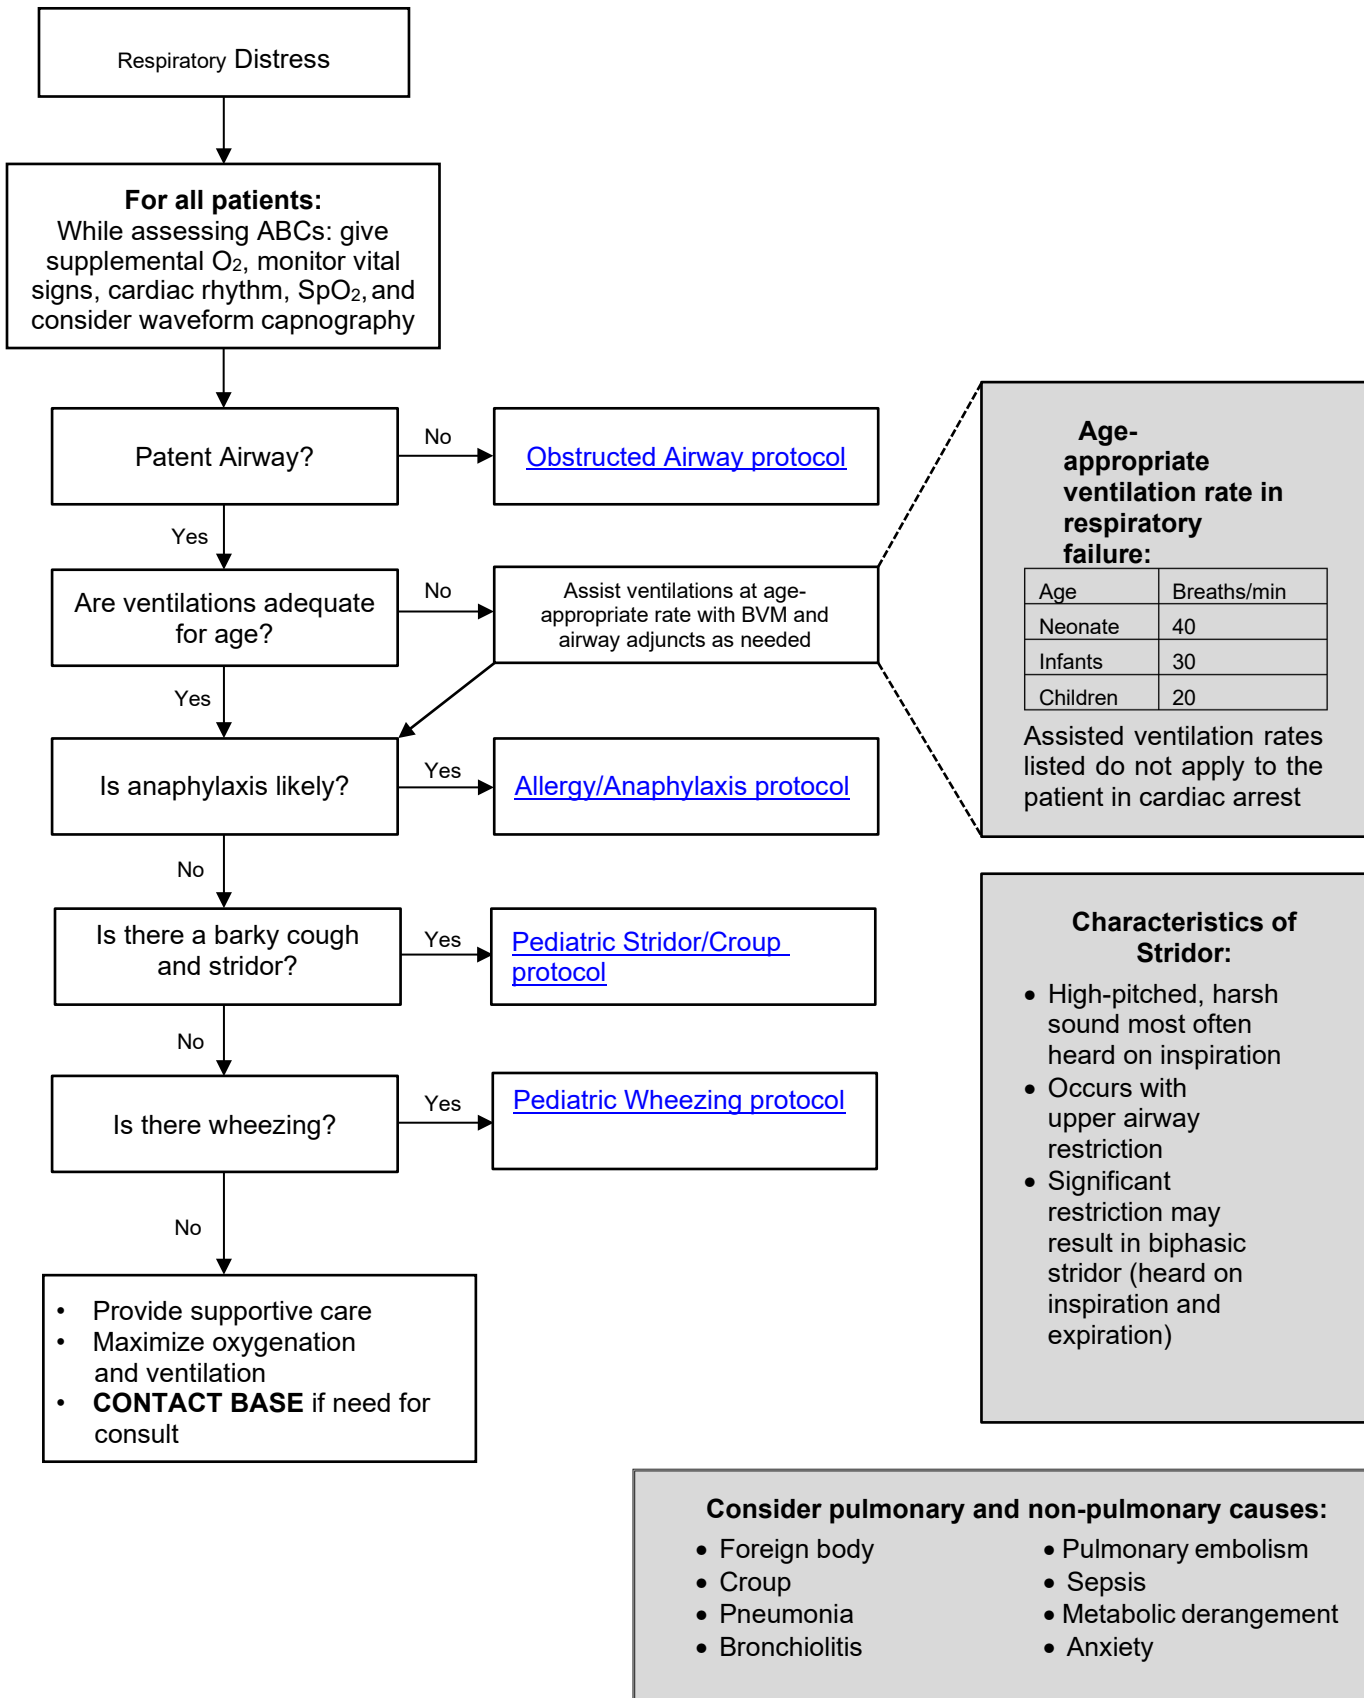 Respiratory Distress
For all patients:
While assessing ABCs: give
supplemental O2, monitor vital
signs, cardiac rhythm, SpO2, and
consider waveform capnography
Patent Airway?
No
Obstructed Airway protocol
Yes
Are ventilations adequate
for age?
No
Assist ventilations at age-
appropriate rate with BVM and
airway adjuncts as needed
Yes
Is anaphylaxis likely?
Yes
Allergy/Anaphylaxis protocol
No
Is there a barky cough
and stridor?
Yes
Pediatric Stridor/Croup
protocol
No
Is there wheezing?
Yes
Pediatric Wheezing protocol
No
• Provide supportive care
• Maximize oxygenation
and ventilation
• CONTACT BASE if need for
consult
Age-
appropriate
ventilation rate in
respiratory
failure:
Age Breaths/min
Neonate 40
Infants 30
Children 20
Assisted ventilation rates
listed do not apply to the
patient in cardiac arrest
Characteristics of
Stridor:
• High-pitched, harsh
sound most often
heard on inspiration
• Occurs with
upper airway
restriction
• Significant
restriction may
result in biphasic
stridor (heard on
inspiration and
expiration)
Consider pulmonary and non-pulmonary causes:
• Foreign body
• Croup
• Pneumonia
• Bronchiolitis
• Pulmonary embolism
• Sepsis
• Metabolic derangement
• Anxiety